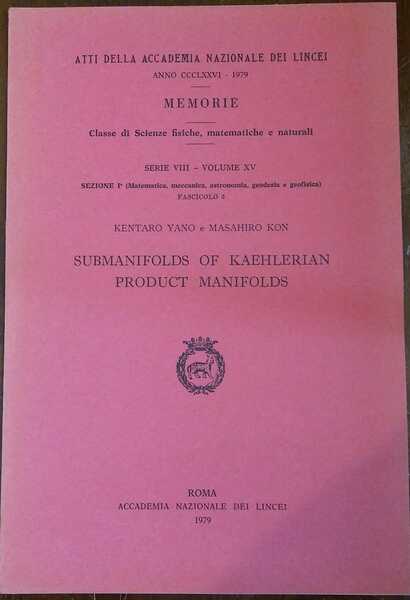 ATTI DELLA ACCADEMIA NAZIONALE DEI LINCEI
ANNO CCCLXXVI - 1979
MEMORIE
Classe di Scienze fisiche, matematiche e naturali
SERIE VIII - VOLUME XV
SEZIONE Iª (Matematica, meccanica, astronomia, geodesia e geofisica)
FASCICOLO
KENTARO YANO e MASAHIRO KON
SUBMANIFOLDS OF KAEHLERIAN
PRODUCT MANIFOLDS
ROMA
ACCADEMIA NAZIONALE DEI LINCEI
1979